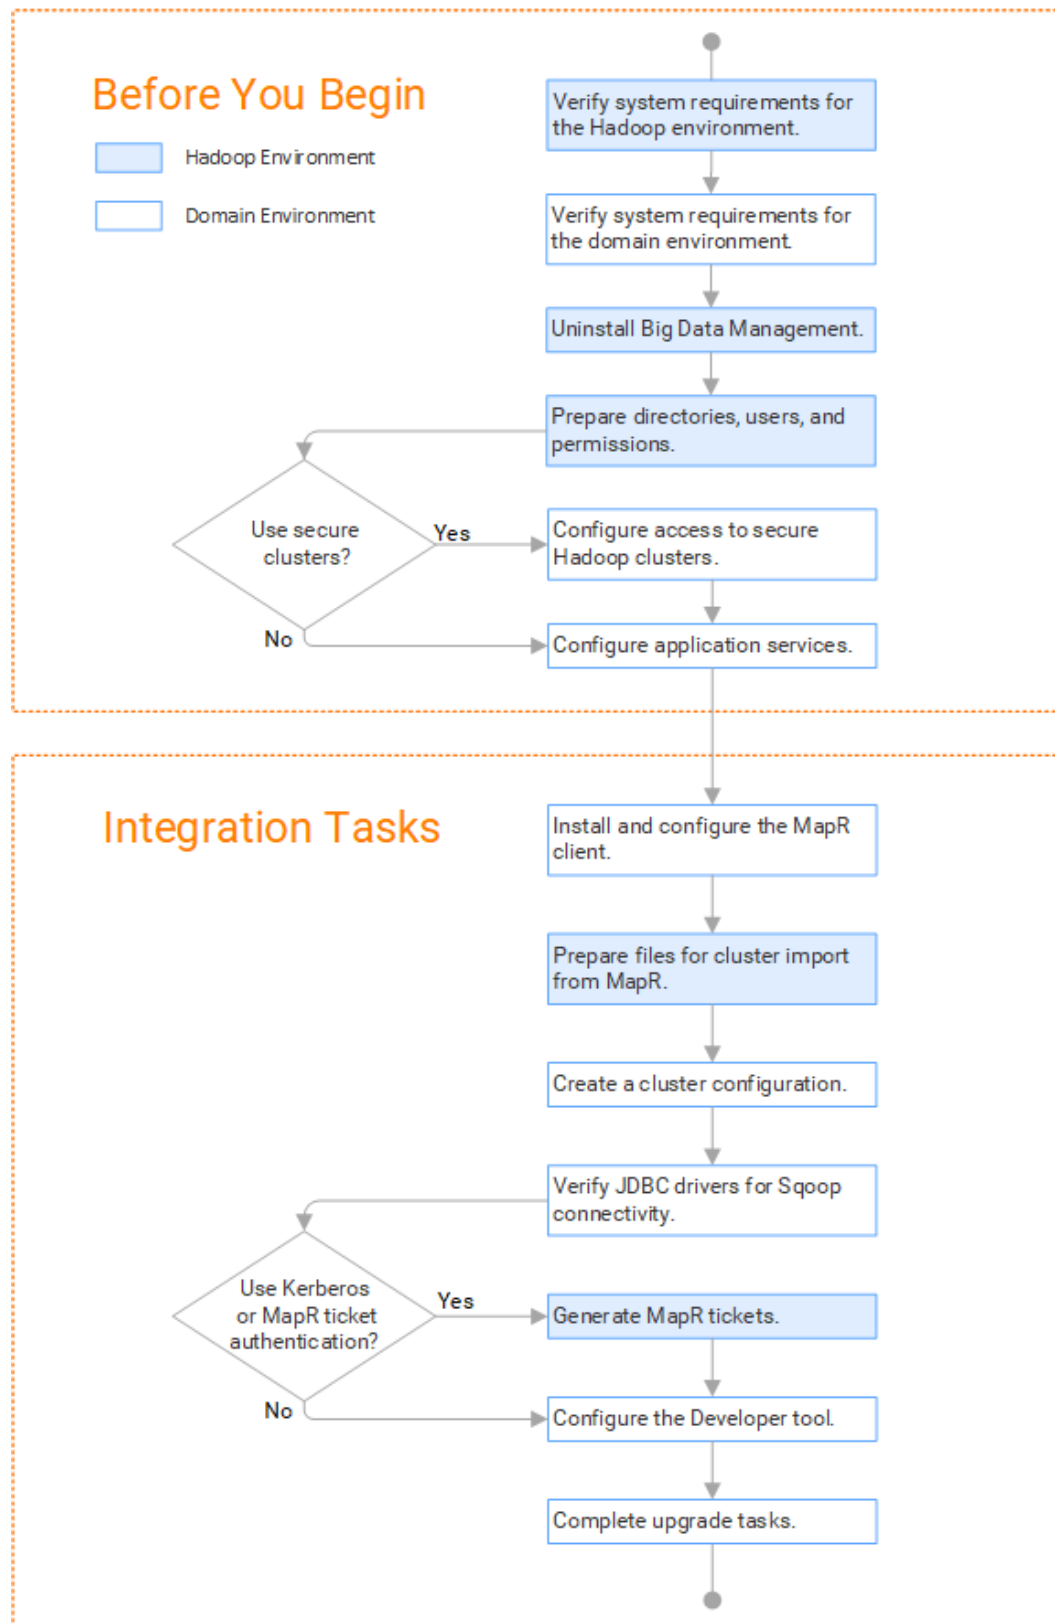 Before You Begin
Hadoop Environment
Domain Environment
Verify system requirements for
the Hadoop environment.
Verify system requirements for
the domain environment.
Uninstall Big Data Management.
Prepare directories, users, and
permissions.
Use secure
clusters?
Yes
Configure access to secure
Hadoop clusters.
No
Configure application services.
Integration Tasks
Install and configure the MapR
client.
Prepare files for cluster import
from MapR.
Create a cluster configuration.
Verify JDBC drivers for Sqoop
connectivity.
Use Kerberos
or MapR ticket
authentication?
Yes
Generate MapR tickets.
No
Configure the Developer tool.
Complete upgrade tasks.